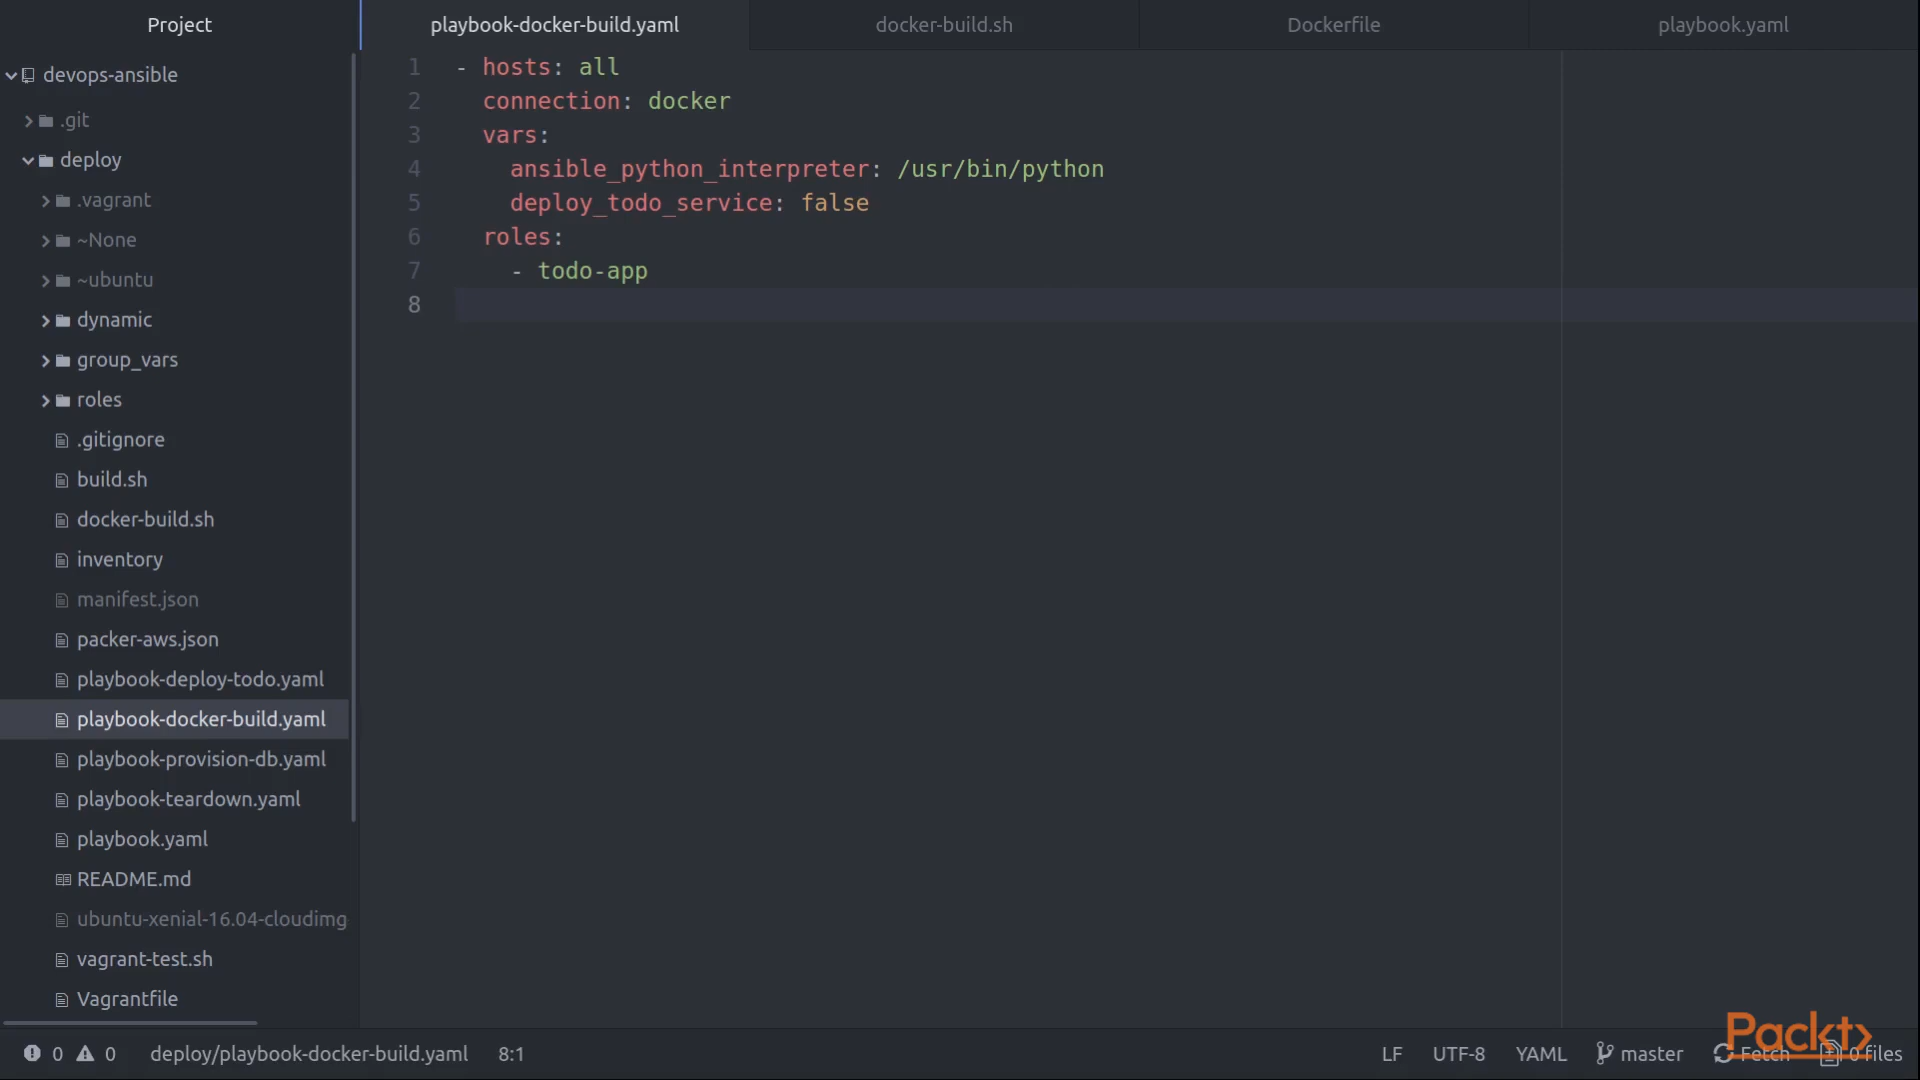 Project
playbook-docker-build.yaml
docker-build.sh
Dockerfile
playbook.yaml
devops-ansible
.git
deploy
.vagrant
~None
~ubuntu
dynamic
group_vars
roles
.gitignore
build.sh
docker-build.sh
inventory
manifest.json
packer-aws.json
playbook-deploy-todo.yaml
playbook-docker-build.yaml
playbook-provision-db.yaml
playbook-teardown.yaml
playbook.yaml
README.md
ubuntu-xenial-16.04-cloudimg
vagrant-test.sh
Vagrantfile
1 - hosts: all
2 connection: docker
3 vars:
4 ansible_python_interpreter: /usr/bin/python
5 deploy_todo_service: false
6 roles:
7 - todo-app
8
0 0 deploy/playbook-docker-build.yaml 8:1
LF UTF-8 YAML master Fetch 0 files
Packt>